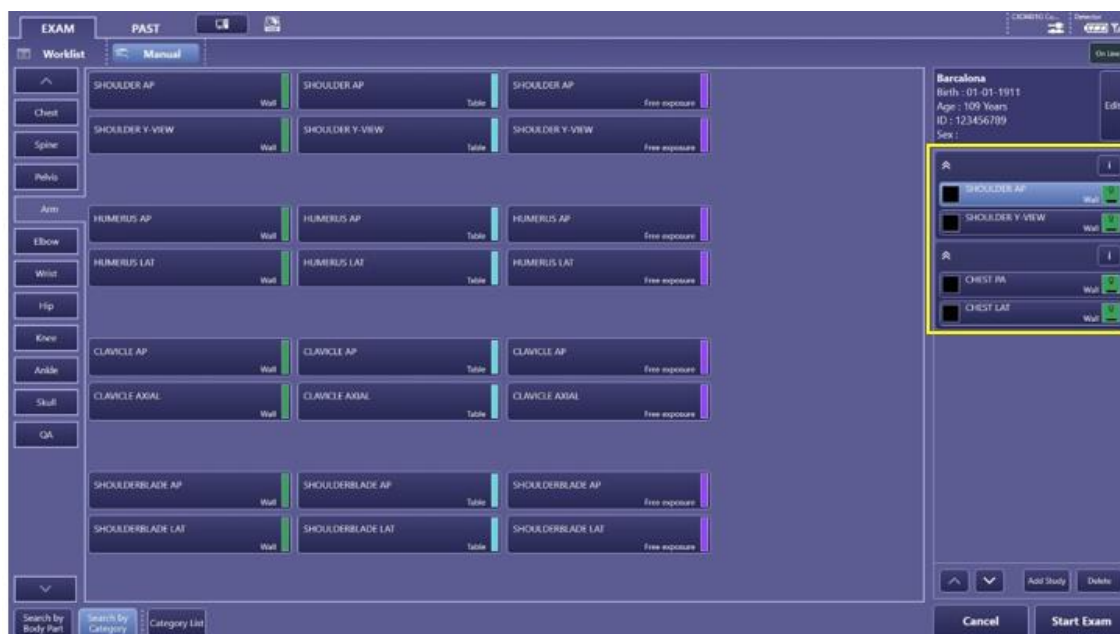 EXAM
PAST
CXDI401G Co...
Detector
Worklist
Manual
On Line
Chest
Spine
Pelvis
Arm
Elbow
Wrist
Hip
Knee
Ankle
Skull
QA
SHOULDER AP Wall
SHOULDER AP Table
SHOULDER AP Free exposure
SHOULDER Y-VIEW Wall
SHOULDER Y-VIEW Table
SHOULDER Y-VIEW Free exposure
HUMERUS AP Wall
HUMERUS AP Table
HUMERUS AP Free exposure
HUMERUS LAT Wall
HUMERUS LAT Table
HUMERUS LAT Free exposure
CLAVICLE AP Wall
CLAVICLE AP Table
CLAVICLE AP Free exposure
CLAVICLE AXIAL Wall
CLAVICLE AXIAL Table
CLAVICLE AXIAL Free exposure
SHOULDERBLADE AP Wall
SHOULDERBLADE AP Table
SHOULDERBLADE AP Free exposure
SHOULDERBLADE LAT Wall
SHOULDERBLADE LAT Table
SHOULDERBLADE LAT Free exposure
Barcalona
Birth : 01-01-1911
Age : 109 Years
ID : 123456789
Sex :
Edit
i
SHOULDER AP Wall
SHOULDER Y-VIEW Wall
i
CHEST PA Wall
CHEST LAT Wall
Add Study
Delete
Search by
Body Part
Search by
Category
Category List
Cancel
Start Exam